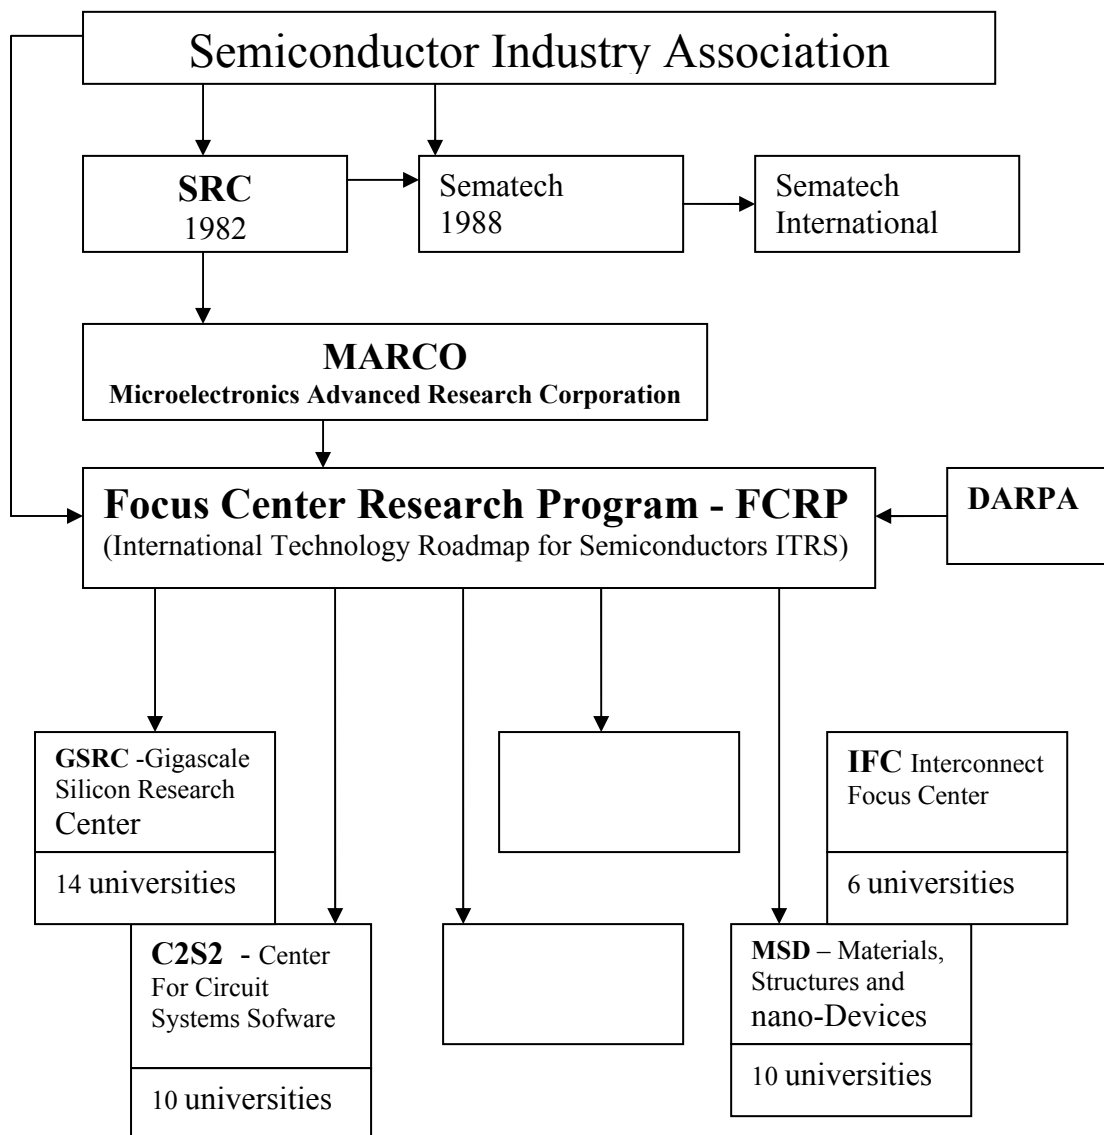 Semiconductor Industry Association
SRC
1982
Sematech
1988
Sematech
International
MARCO
Microelectronics Advanced Research Corporation
Focus Center Research Program - FCRP
(International Technology Roadmap for Semiconductors ITRS)
DARPA
GSRC -Gigascale
Silicon Research
Center
14 universities
IFC Interconnect
Focus Center
6 universities
C2S2 - Center
For Circuit
Systems Sofware
10 universities
MSD – Materials,
Structures and
nano-Devices
10 universities